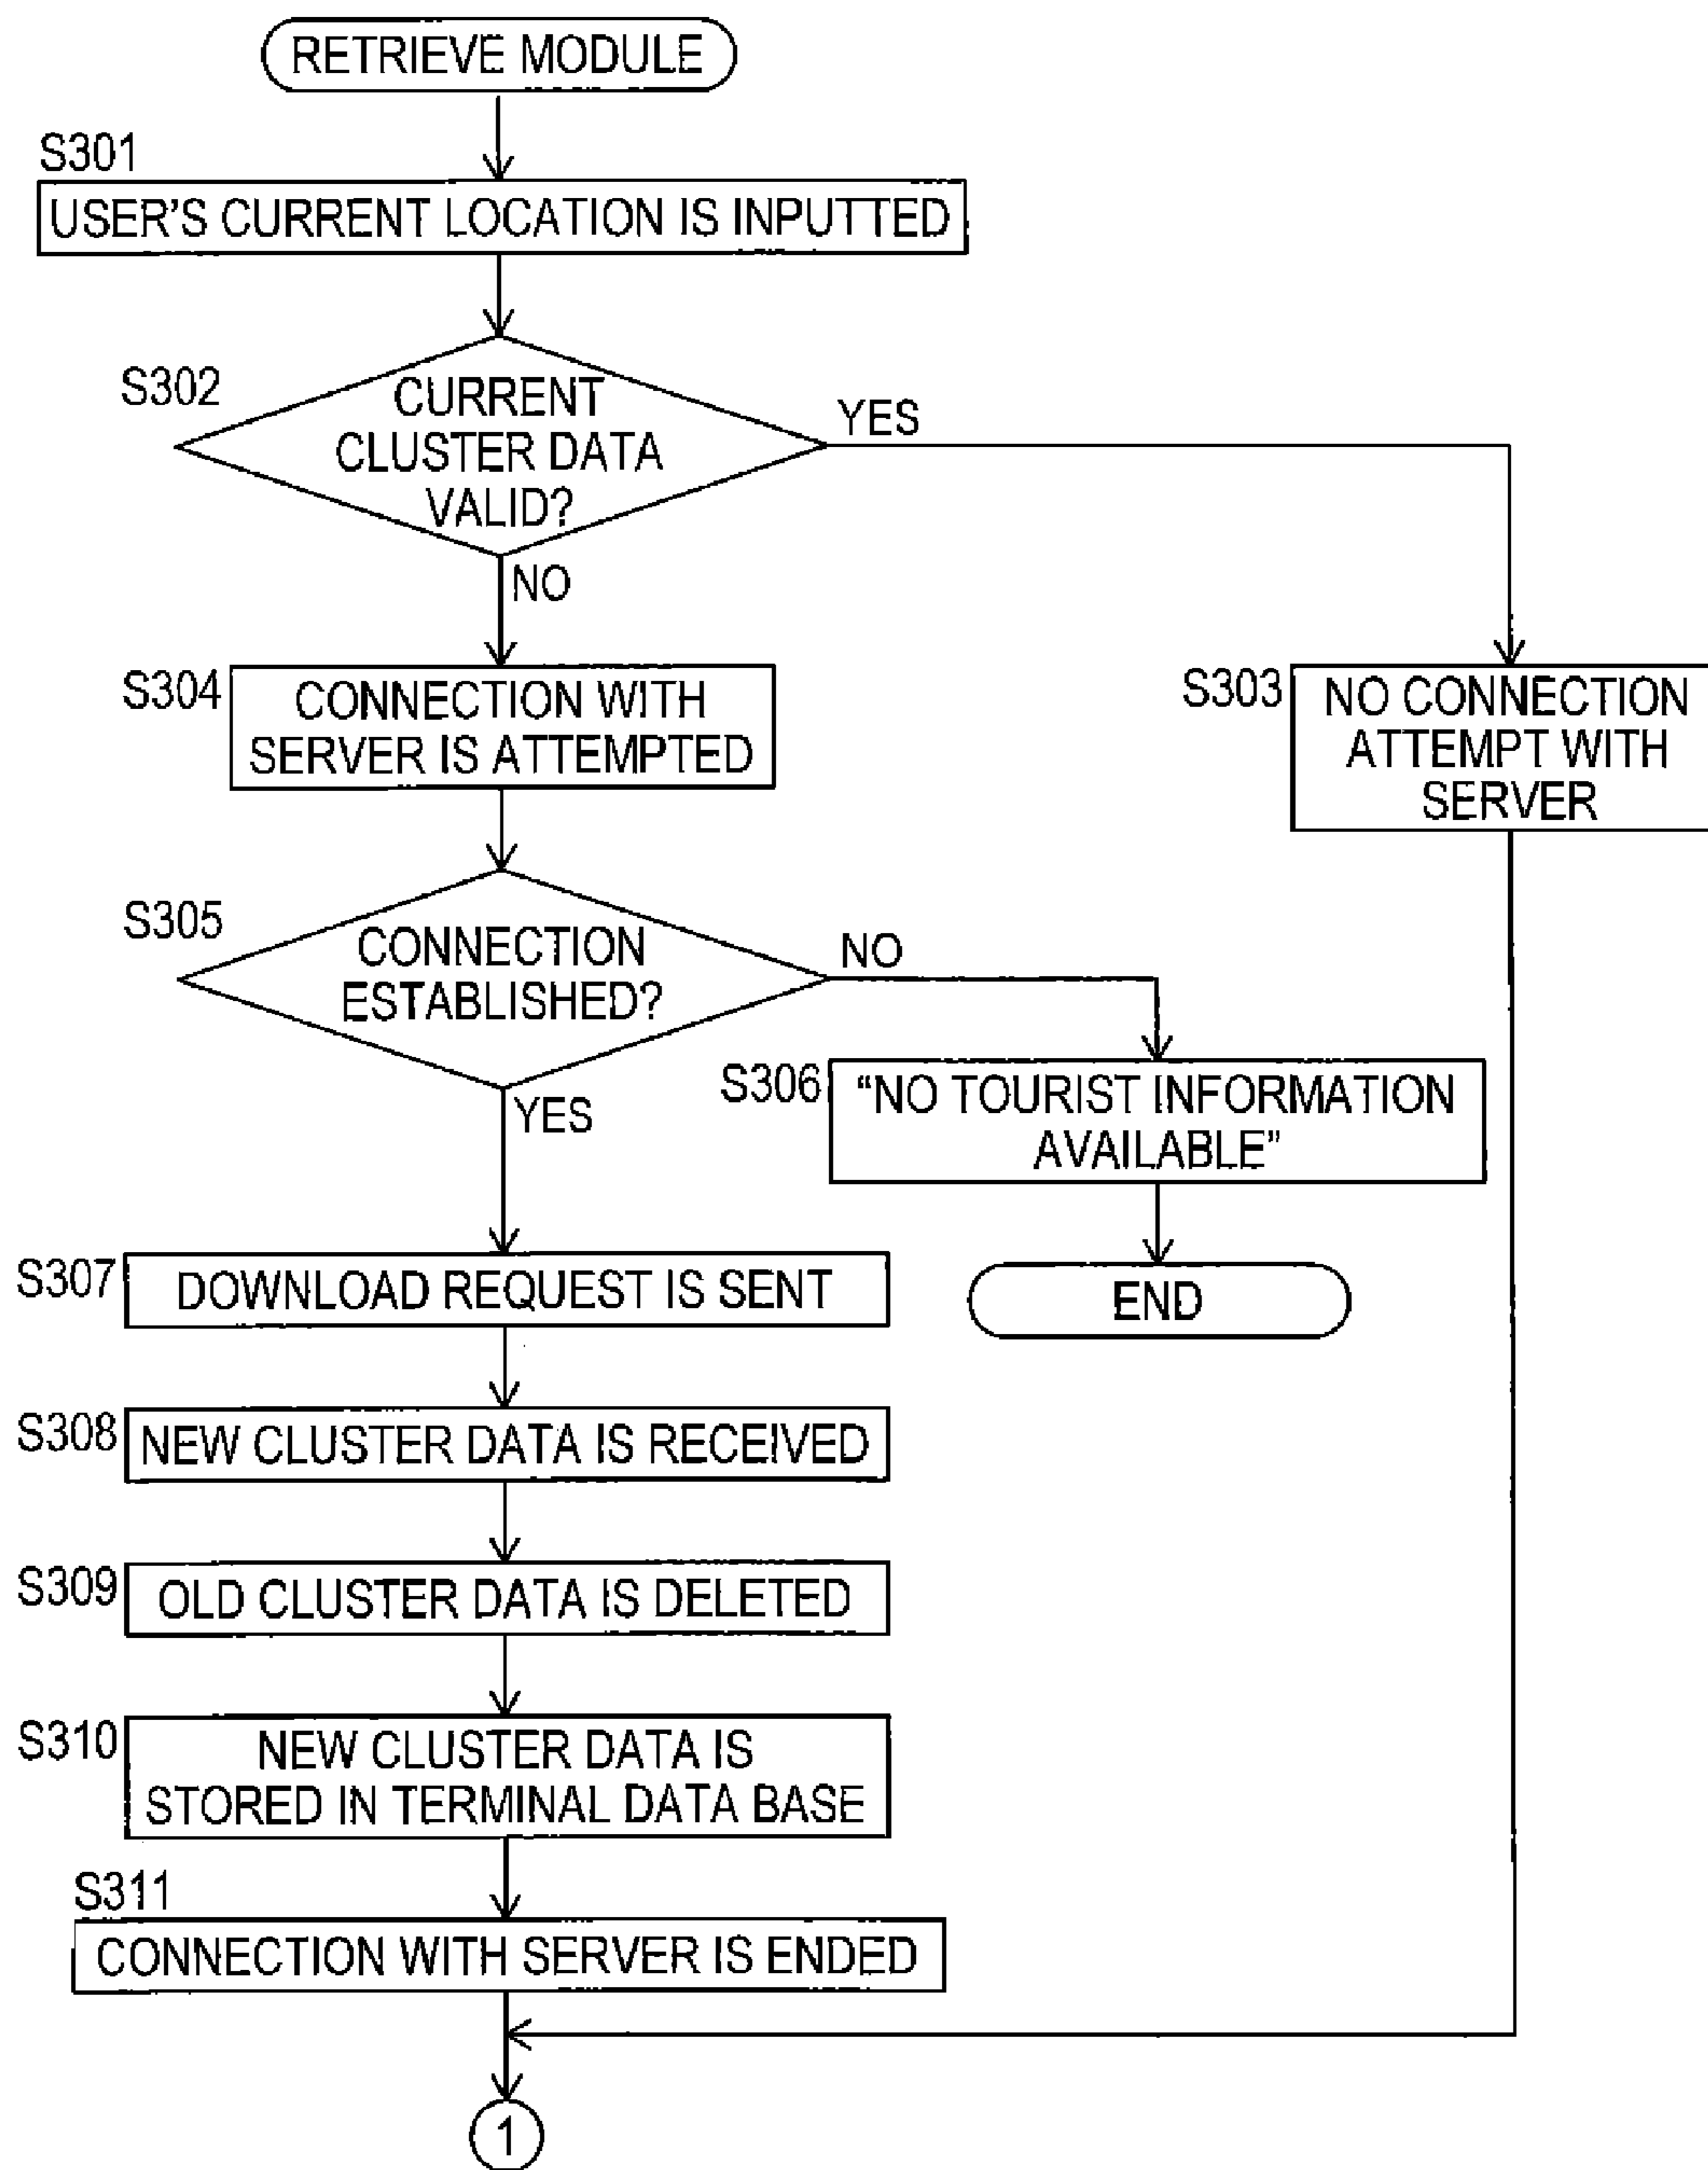 RETRIEVE MODULE
S301
USER'S CURRENT LOCATION IS INPUTTED
S302
CURRENT
CLUSTER DATA
VALID?
YES
NO
S304
CONNECTION WITH
SERVER IS ATTEMPTED
S303
NO CONNECTION
ATTEMPT WITH
SERVER
S305
CONNECTION
ESTABLISHED?
NO
YES
S306
“NO TOURIST INFORMATION
AVAILABLE”
END
S307
DOWNLOAD REQUEST IS SENT
S308
NEW CLUSTER DATA IS RECEIVED
S309
OLD CLUSTER DATA IS DELETED
S310
NEW CLUSTER DATA IS
STORED IN TERMINAL DATA BASE
S311
CONNECTION WITH SERVER IS ENDED
1